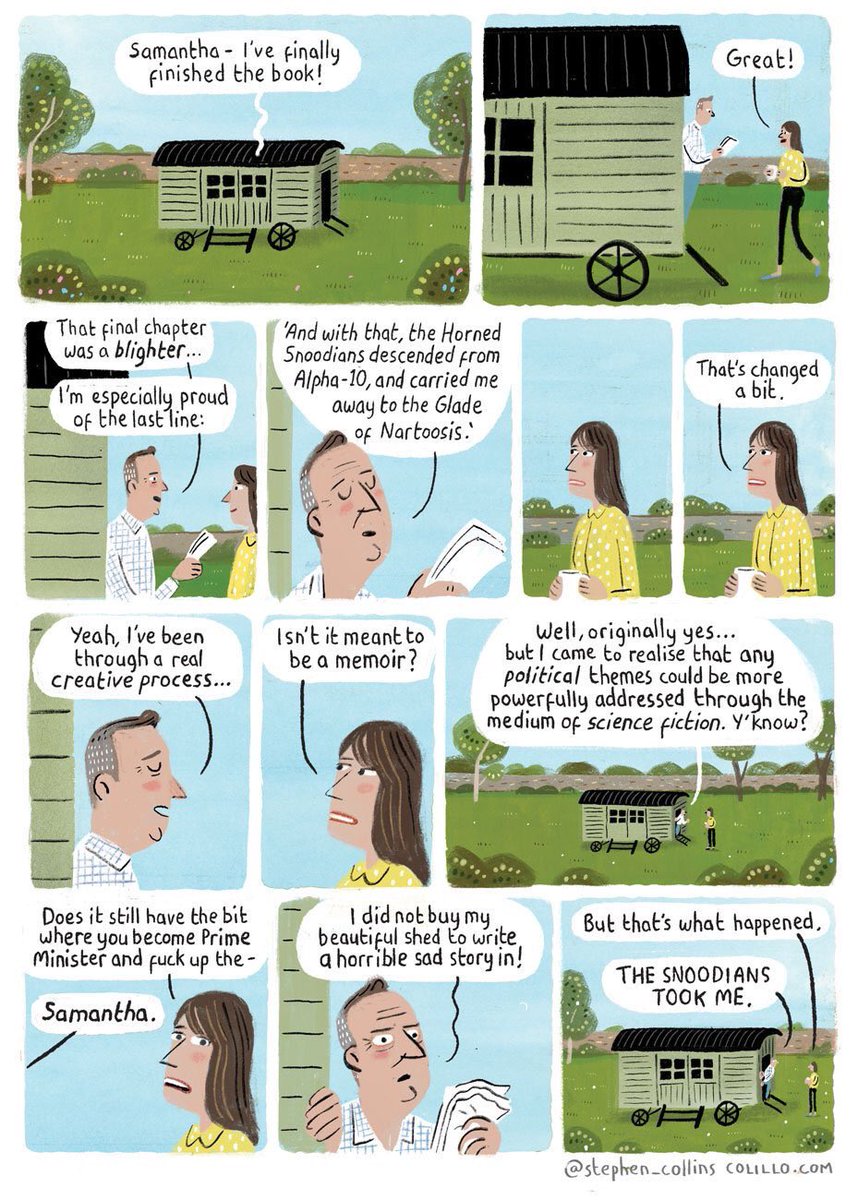 Samantha - I've finally
finished the book!
Great!
That final chapter
was a blighter...
I'm especially proud
of the last line:
'And with that, the Horned
Snoodians descended from
Alpha-10, and carried me
away to the Glade
of Nartoosis.'
That's changed
a bit.
Yeah, I've been
through a real
creative process...
Isn't it meant to
be a memoir?
Well, originally yes...
but I came to realise that any
political themes could be more
powerfully addressed through the
medium of science fiction. Y'know?
Does it still have the bit
where you become Prime
Minister and fuck up the-
Samantha.
I did not buy my
beautiful shed to write
a horrible sad story in!
But that's what happened.
THE SNOODIANS
TOOK ME.
@stephen_collins COLILLO.COM